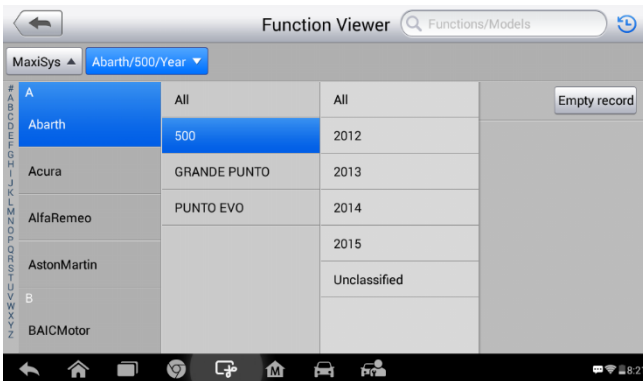 Function Viewer
Functions/Models
MaxiSys ▲
Abarth/500/Year ▼
#
A
B
C
D
E
F
G
H
I
J
K
L
M
N
O
P
Q
R
S
T
U
V
W
X
Y
Z
A
Abarth
Acura
AlfaRemeo
AstonMartin
B
BAICMotor
All
500
GRANDE PUNTO
PUNTO EVO
All
2012
2013
2014
2015
Unclassified
Empty record
M